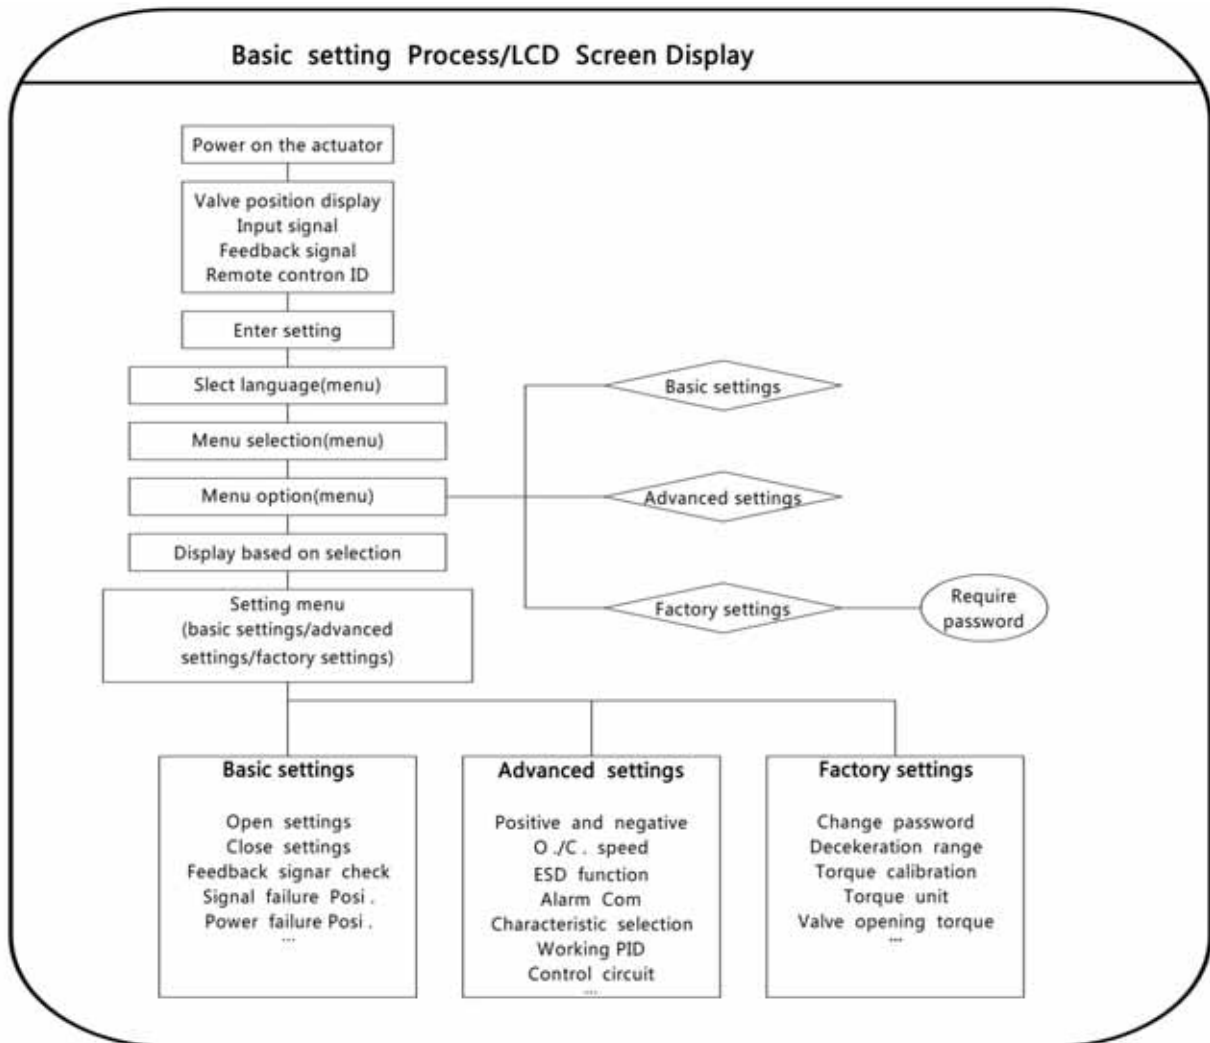 Basic setting Process/LCD Screen Display
Power on the actuator
Valve position display
Input signal
Feedback signal
Remote contron ID
Enter setting
Slect language(menu)
Menu selection(menu)
Menu option(menu)
Display based on selection
Setting menu
(basic settings/advanced
settings/factory settings)
Basic settings
Advanced settings
Factory settings
Require
password
Basic settings
Open settings
Close settings
Feedback signar check
Signal failure Posi .
Power failure Posi .
...
Advanced settings
Positive and negative
O ./C . speed
ESD function
Alarm Com
Characteristic selection
Working PID
Control circuit
...
Factory settings
Change password
Decekeration range
Torque calibration
Torque unit
Valve opening torque
...